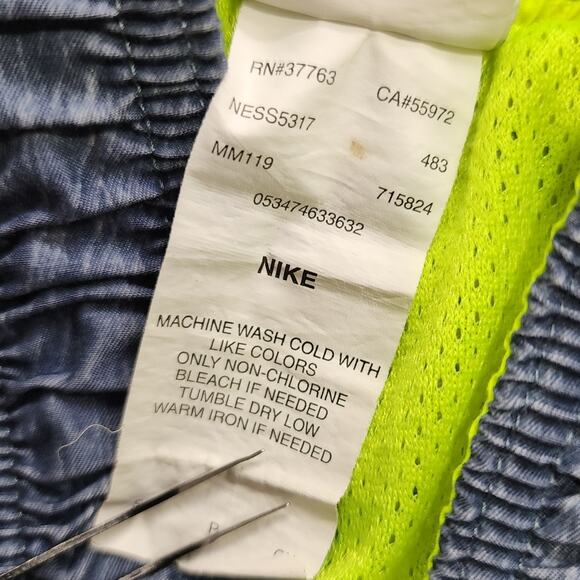 RN#37763 CA#55972
NESS5317 483
MM119 715824
053474633632
NIKE
MACHINE WASH COLD WITH
LIKE COLORS
ONLY NON-CHLORINE
BLEACH IF NEEDED
TUMBLE DRY LOW
WARM IRON IF NEEDED